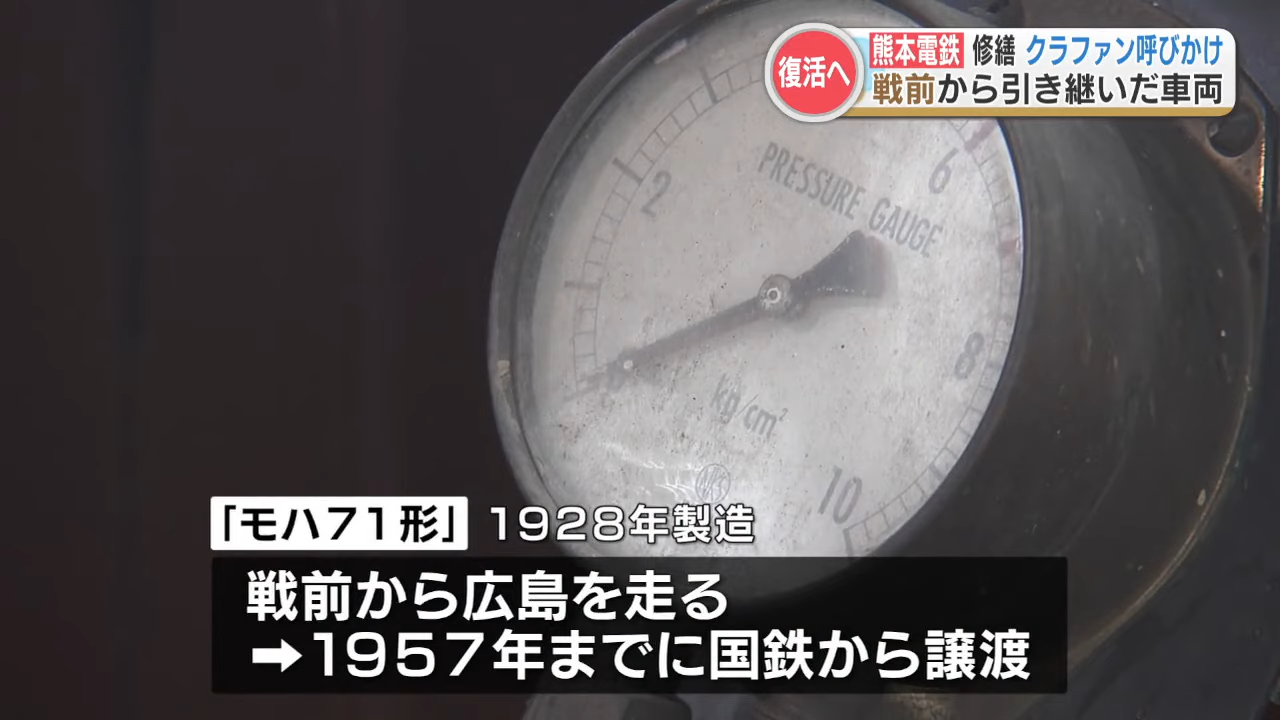 復活へ
熊本電鉄 修繕 クラファン呼びかけ
戦前から引き継いだ車両
2
PRESSURE GAUGE
6
8
kg/cm²
10
「モハ71形」 1928年製造
戦前から広島を走る
➡1957年までに国鉄から譲渡